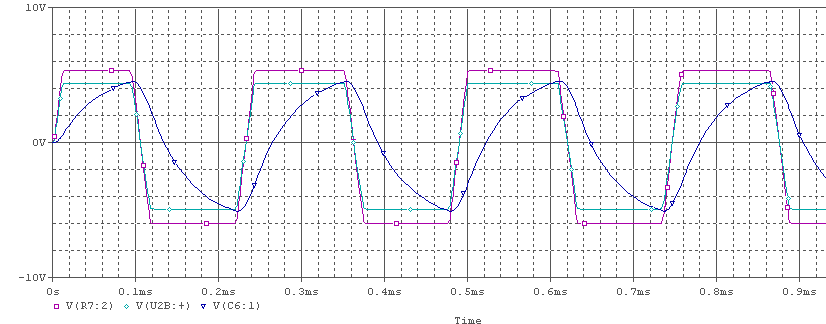 10V
0V
-10V
0s 0.1ms 0.2ms 0.3ms 0.4ms 0.5ms 0.6ms 0.7ms 0.8ms 0.9ms
V(R7:2) V(U2B:+) V(C6:1)
Time